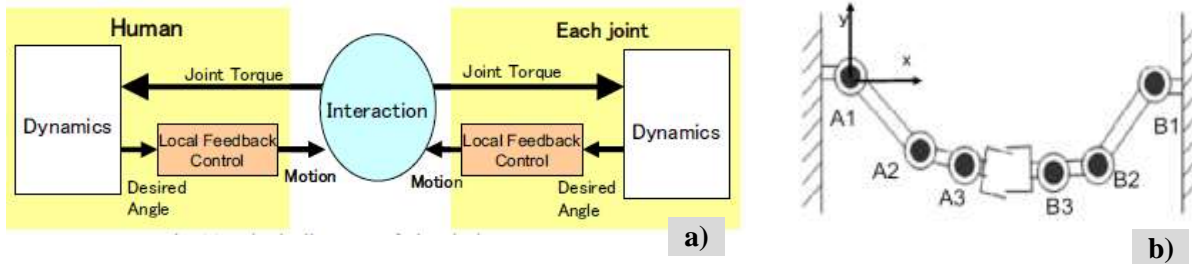 Human
Each joint
Joint Torque
Joint Torque
Interaction
Dynamics
Dynamics
Local Feedback
Control
Local Feedback
Control
Motion
Motion
Desired
Angle
Desired
Angle
a)
y
x
A1
B1
A2
B2
A3
B3
b)